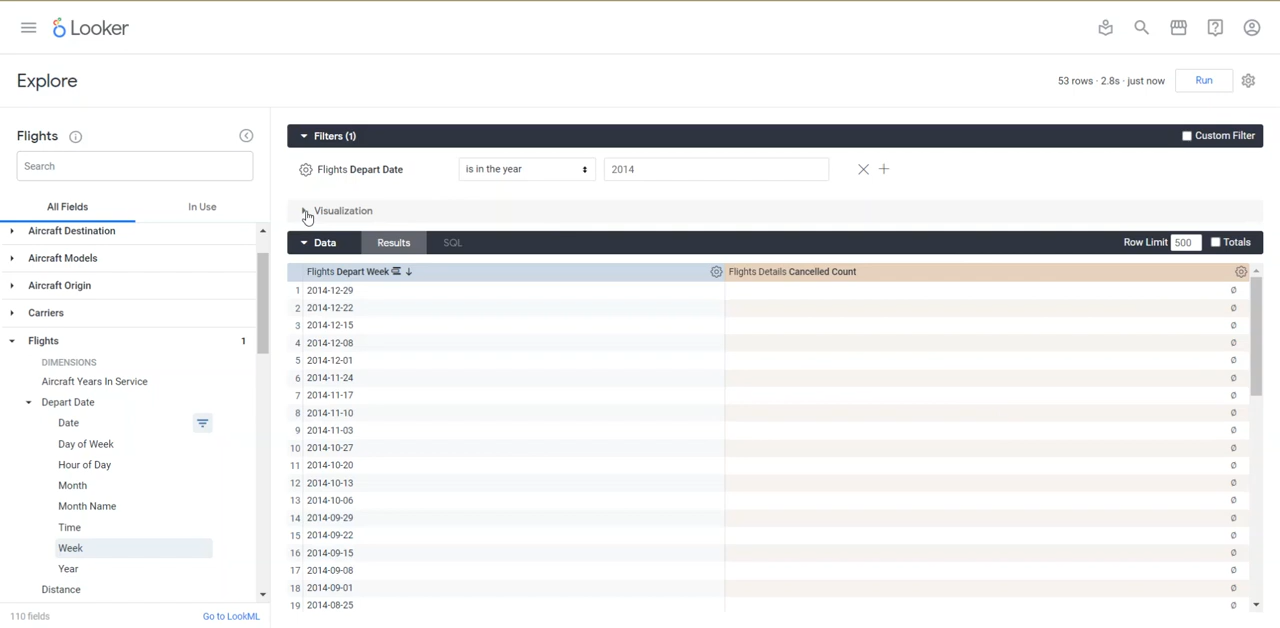 Looker
Explore
53 rows · 2.8s · just now
Run
Flights
Search
All Fields
In Use
Aircraft Destination
Aircraft Models
Aircraft Origin
Carriers
Flights 1
DIMENSIONS
Aircraft Years In Service
Depart Date
Date
Day of Week
Hour of Day
Month
Month Name
Time
Week
Year
Distance
110 fields
Go to LookML
Filters (1)
Custom Filter
Flights Depart Date is in the year 2014
Visualization
Data Results SQL Row Limit 500 Totals
Flights Depart Week Flights Details Cancelled Count
1 2014-12-29 Ø
2 2014-12-22 Ø
3 2014-12-15 Ø
4 2014-12-08 Ø
5 2014-12-01 Ø
6 2014-11-24 Ø
7 2014-11-17 Ø
8 2014-11-10 Ø
9 2014-11-03 Ø
10 2014-10-27 Ø
11 2014-10-20 Ø
12 2014-10-13 Ø
13 2014-10-06 Ø
14 2014-09-29 Ø
15 2014-09-22 Ø
16 2014-09-15 Ø
17 2014-09-08 Ø
18 2014-09-01 Ø
19 2014-08-25 Ø